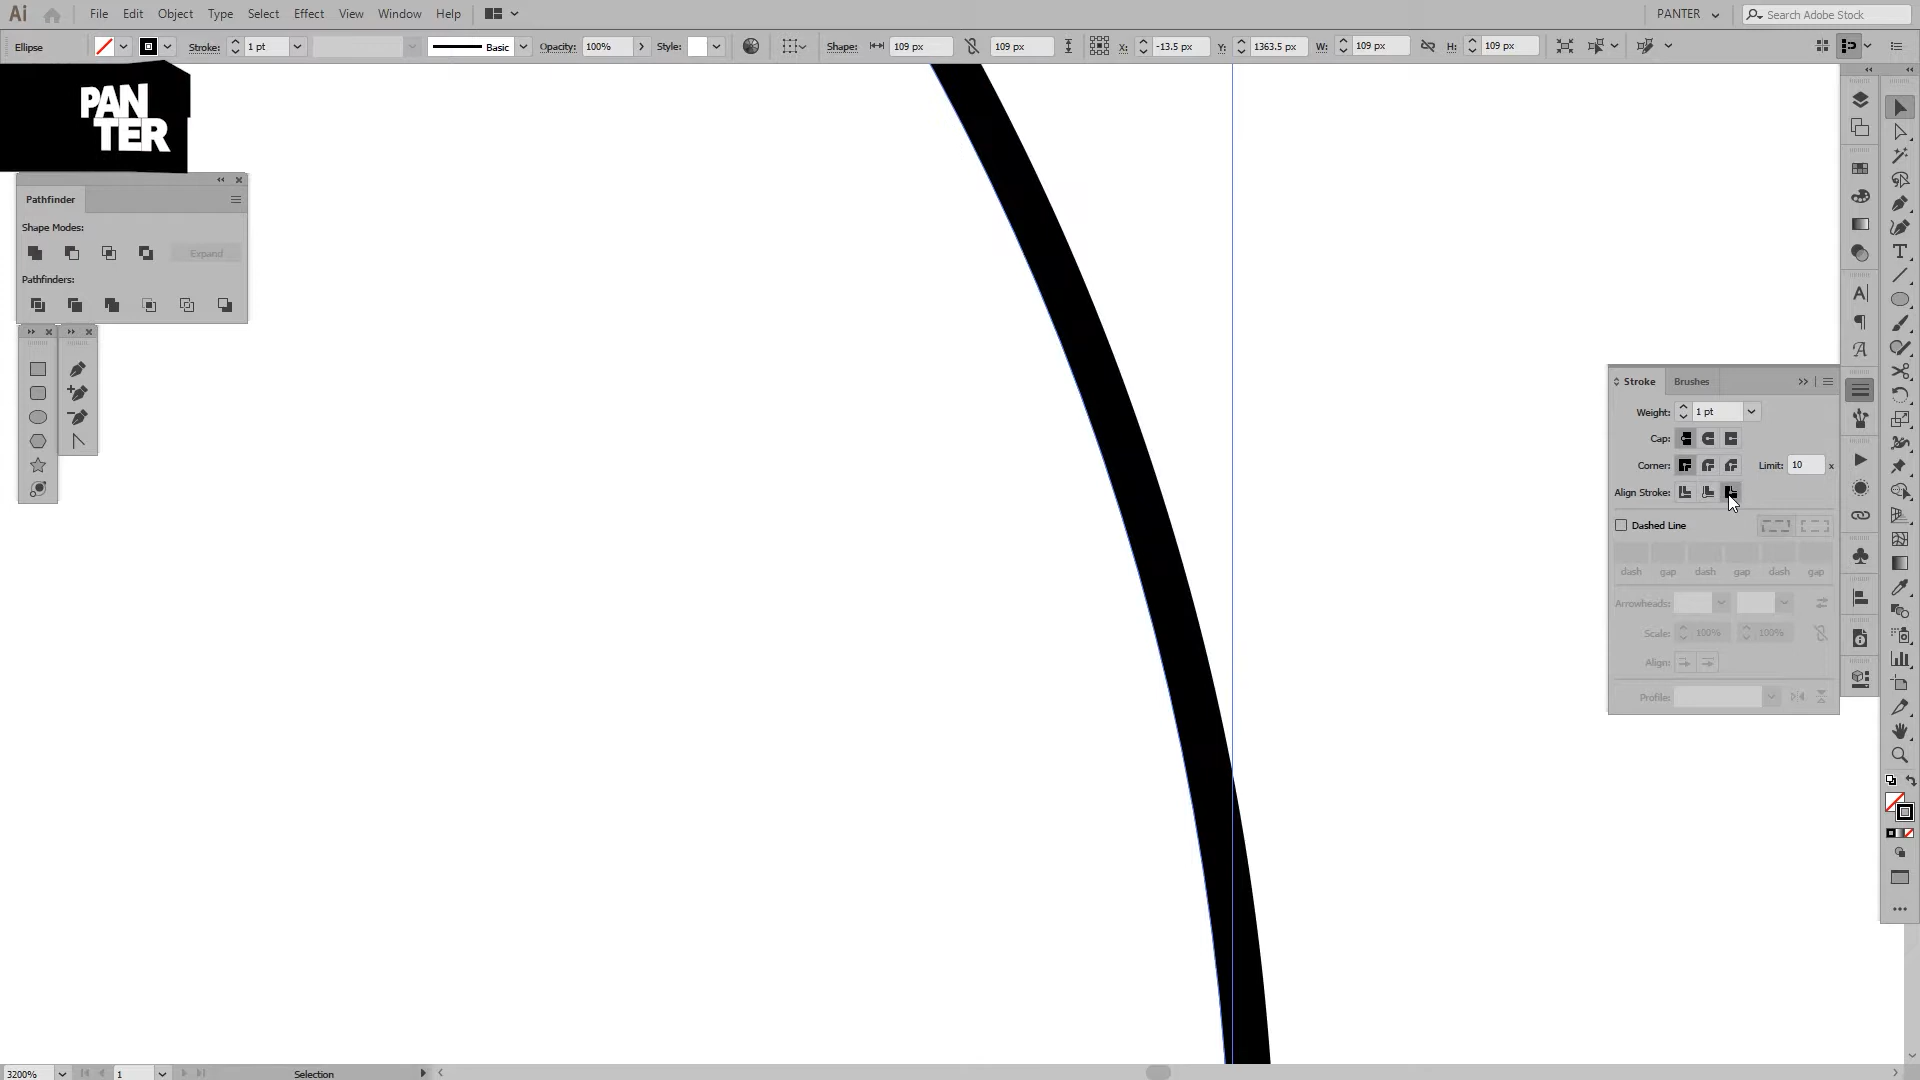 Ai File Edit Object Type Select Effect View Window Help PANTER Search Adobe Stock
Ellipse Stroke: 1 pt Basic Opacity: 100% Style: Shape: 109 px 109 px X: -13.5 px Y: 1363.5 px W: 109 px H: 109 px
PAN
TER
Pathfinder
Shape Modes:
Expand
Pathfinders:
Stroke Brushes
Weight: 1 pt
Cap:
Corner: Limit: 10 x
Align Stroke:
Dashed Line
dash gap dash gap dash gap
Arrowheads:
Scale: 100% 100%
Align:
Profile:
3200% 1 Selection